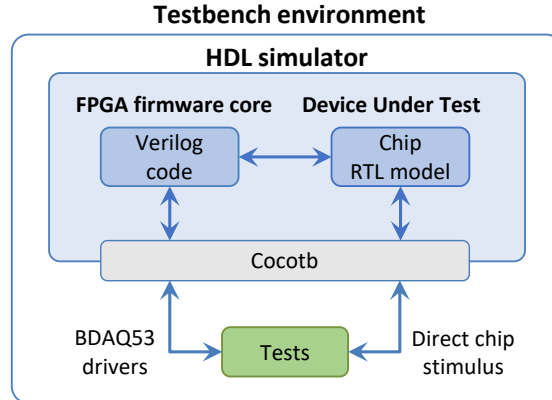 Testbench environment
HDL simulator
FPGA firmware core
Device Under Test
Verilog
code
Chip
RTL model
Cocotb
BDAQ53
drivers
Tests
Direct chip
stimulus